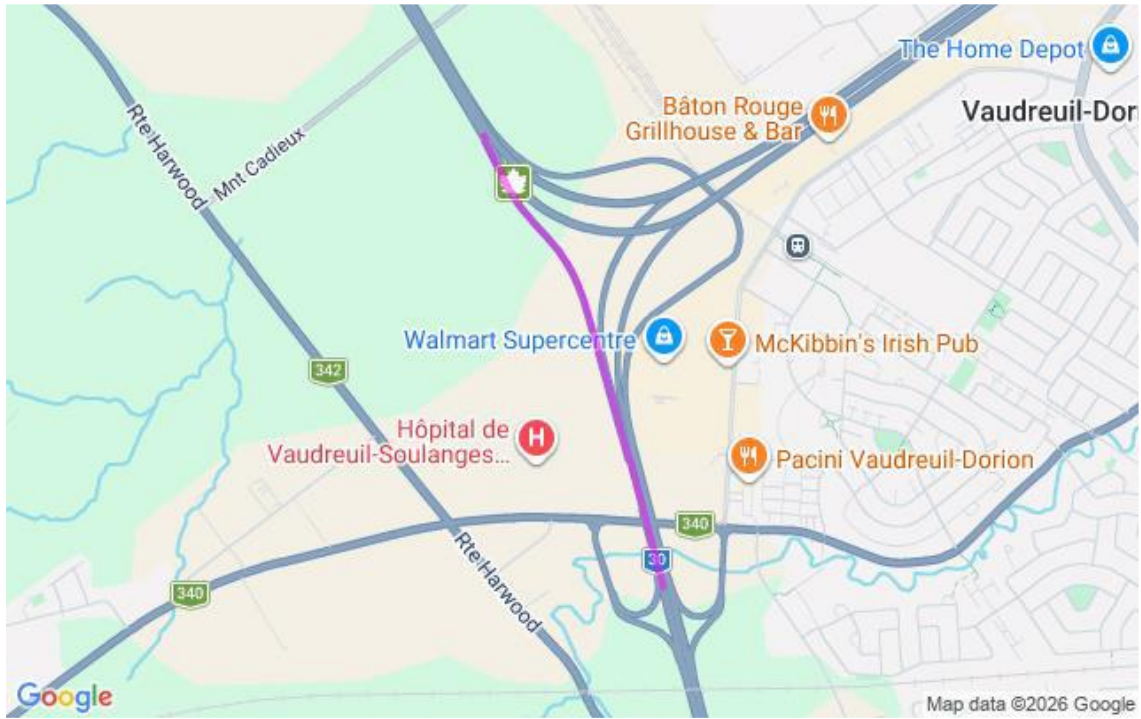 The Home Depot
Bâton Rouge
Grillhouse & Bar
Vaudreuil-Dor
Rte Harwood
Mnt Cadieux
Walmart Supercentre
McKibbin's Irish Pub
342
Hôpital de
Vaudreuil-Soulanges...
H
Pacini Vaudreuil-Dorion
340
30
Rte Harwood
340
Google
Map data ©2026 Google